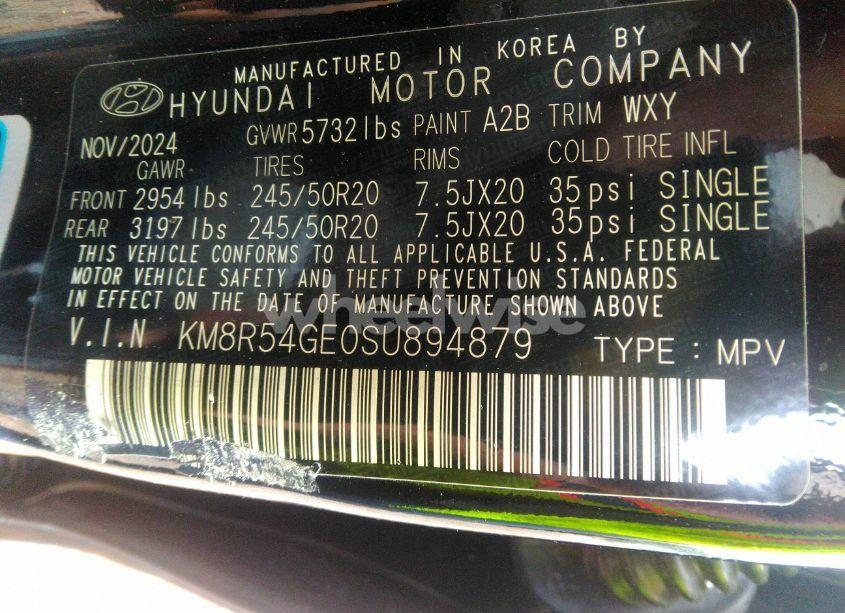 MANUFACTURED IN KOREA BY
HYUNDAI MOTOR COMPANY
NOV/2024 GVWR 5732 lbs PAINT A2B TRIM WXY
GAWR TIRES RIMS COLD TIRE INFL
FRONT 2954 lbs 245/50R20 7.5JX20 35psi SINGLE
REAR 3197 lbs 245/50R20 7.5JX20 35psi SINGLE
THIS VEHICLE CONFORMS TO ALL APPLICABLE U.S.A. FEDERAL
MOTOR VEHICLE SAFETY AND THEFT PREVENTION STANDARDS
IN EFFECT ON THE DATE OF MANUFACTURE SHOWN ABOVE
wheelwise
V.I.N KM8R54GE0SU894879 TYPE : MPV